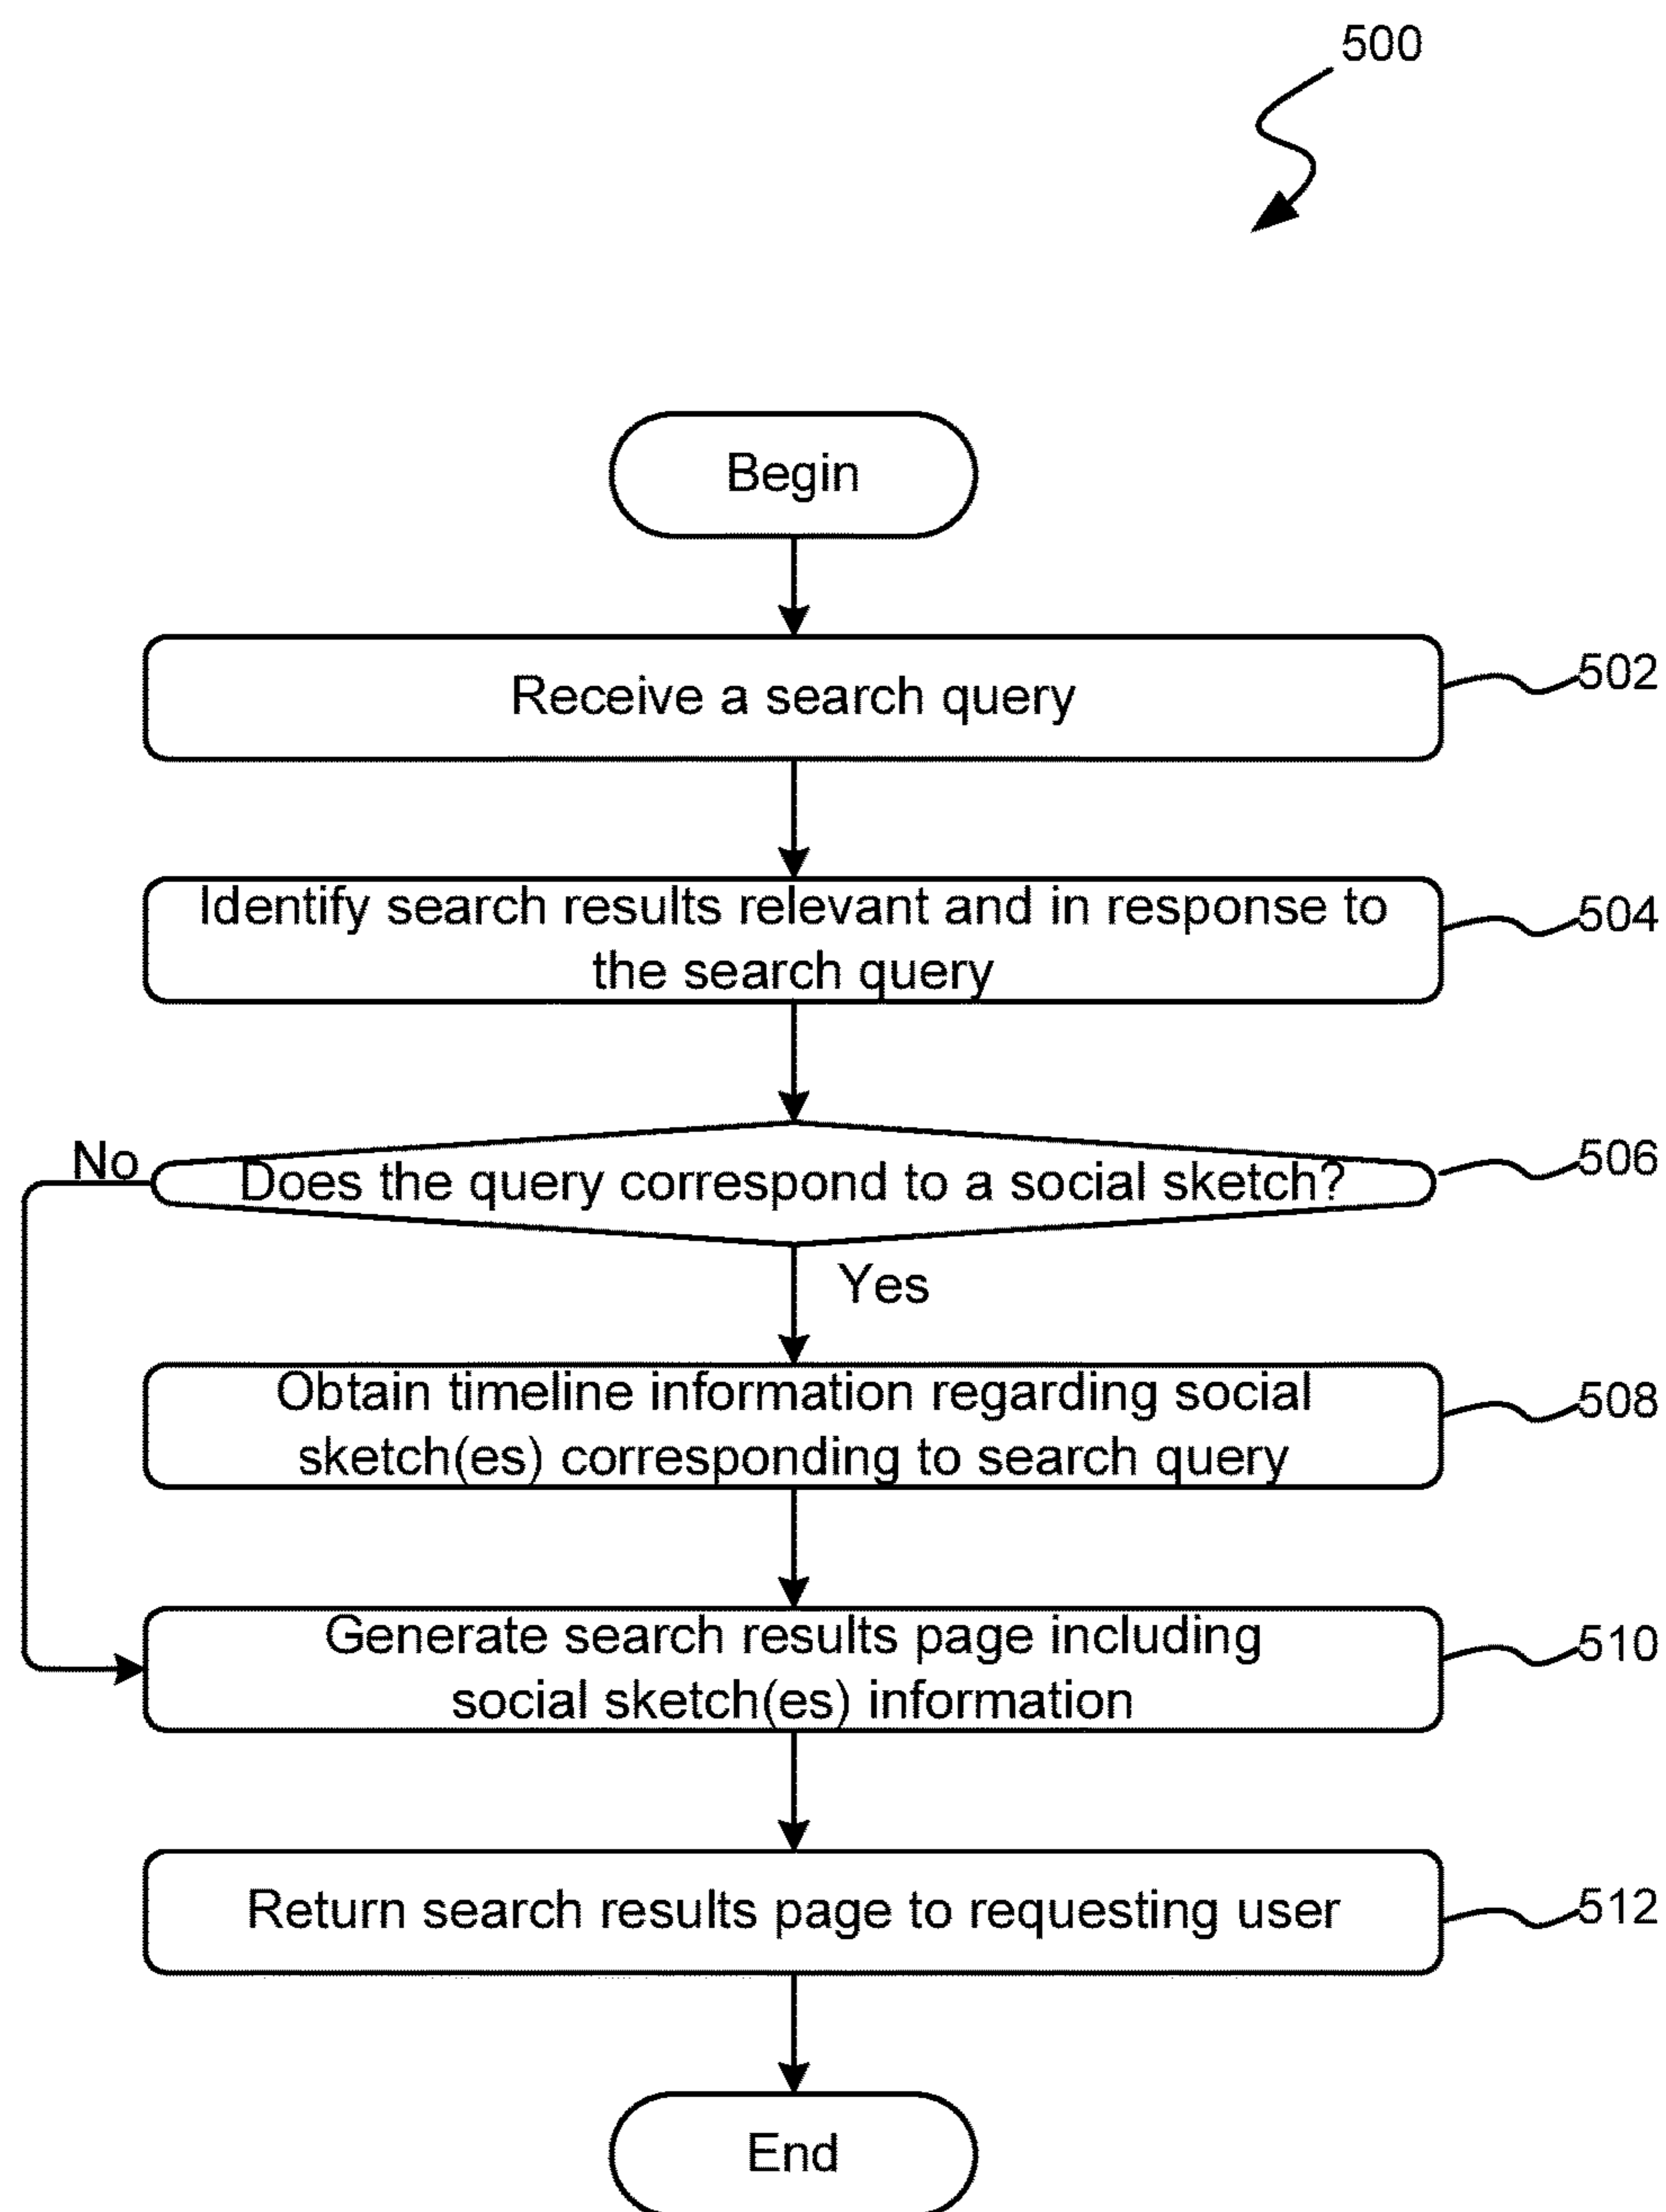 500
Begin
Receive a search query
502
Identify search results relevant and in response to
the search query
504
No
Does the query correspond to a social sketch?
506
Yes
Obtain timeline information regarding social
sketch(es) corresponding to search query
508
Generate search results page including
social sketch(es) information
510
Return search results page to requesting user
512
End